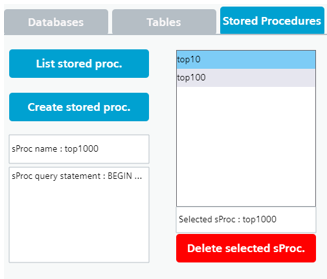 Databases
Tables
Stored Procedures
List stored proc.
Create stored proc.
sProc name : top1000
sProc query statement : BEGIN ...
top10
top100
Selected sProc : top1000
Delete selected sProc.